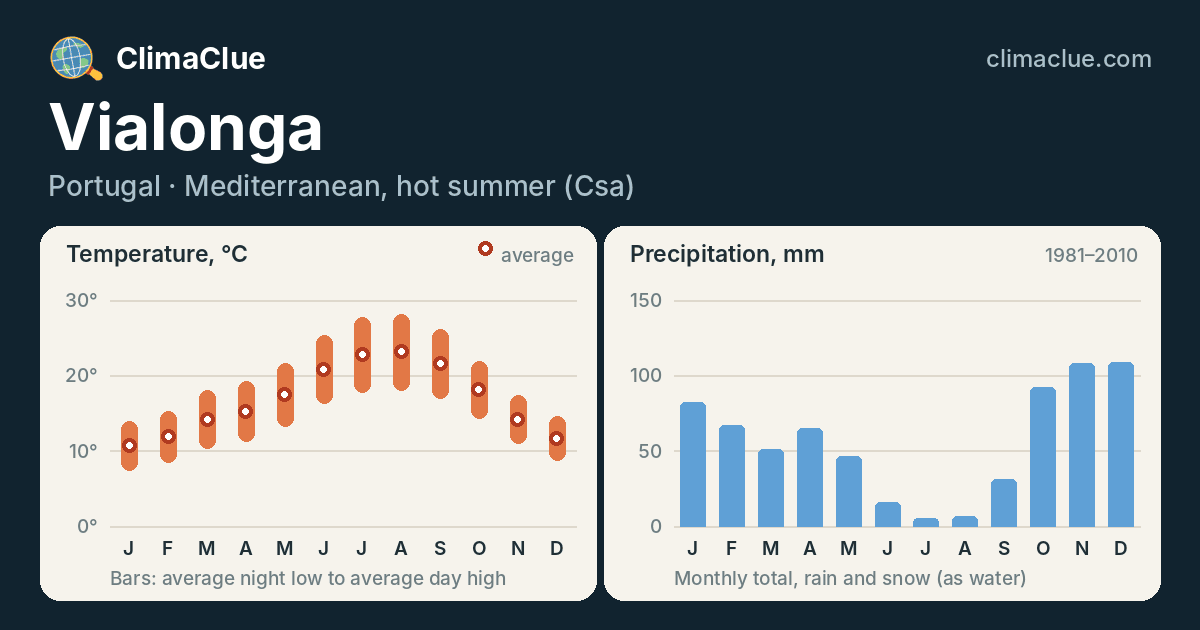 ClimaClue
climaclue.com
Vialonga
Portugal · Mediterranean, hot summer (Csa)
Temperature, °C
average
30°
20°
10°
0°
J F M A M J J A S O N D
Bars: average night low to average day high
Precipitation, mm
1981–2010
150
100
50
0
J F M A M J J A S O N D
Monthly total, rain and snow (as water)